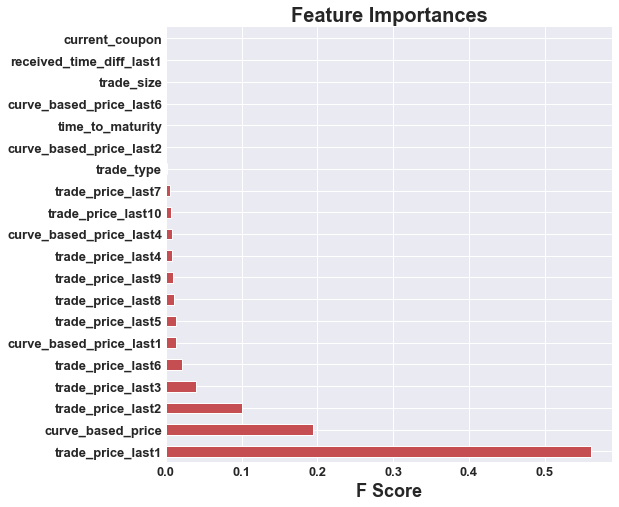 Feature Importances
current_coupon
received_time_diff_last1
trade_size
curve_based_price_last6
time_to_maturity
curve_based_price_last2
trade_type
trade_price_last7
trade_price_last10
curve_based_price_last4
trade_price_last4
trade_price_last9
trade_price_last8
trade_price_last5
curve_based_price_last1
trade_price_last6
trade_price_last3
trade_price_last2
curve_based_price
trade_price_last1
0.0 0.1 0.2 0.3 0.4 0.5
F Score